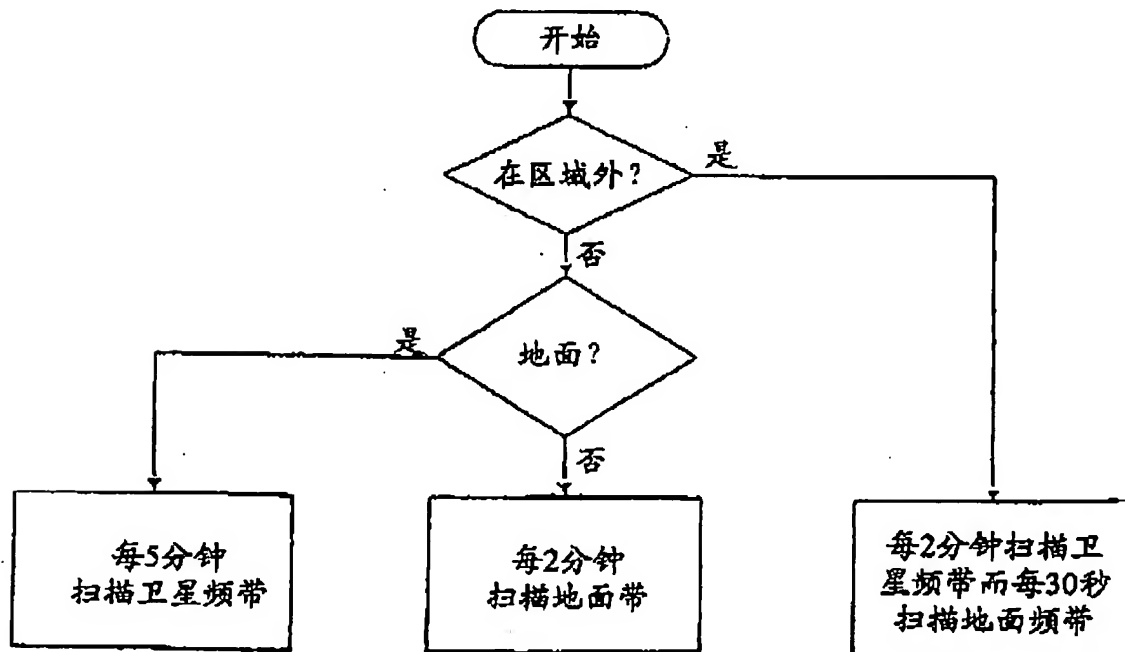 开始
在区域外?
是
否
地面?
是
否
每5分钟
扫描卫星频带
每2分钟
扫描地面带
每2分钟扫描卫
星频带而每30秒
扫描地面频带